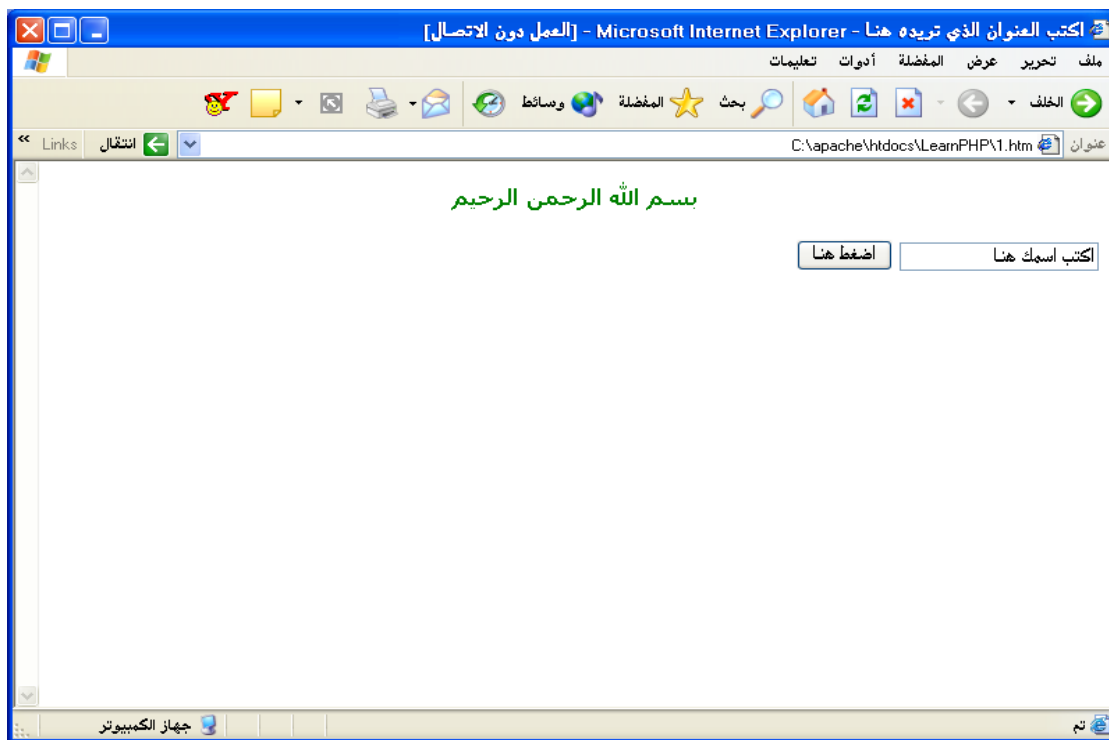 اكتب العنوان الذي تريده هنا - Microsoft Internet Explorer - [العمل دون الاتصال]
ملف تحرير عرض المفضلة أدوات تعليمات
الخلف بحث المفضلة وسائط
عنوان C:\apache\htdocs\LearnPHP\1.htm انتقال Links »
بسم الله الرحمن الرحيم
اكتب اسمك هنا اضغط هنا
تم جهاز الكمبيوتر